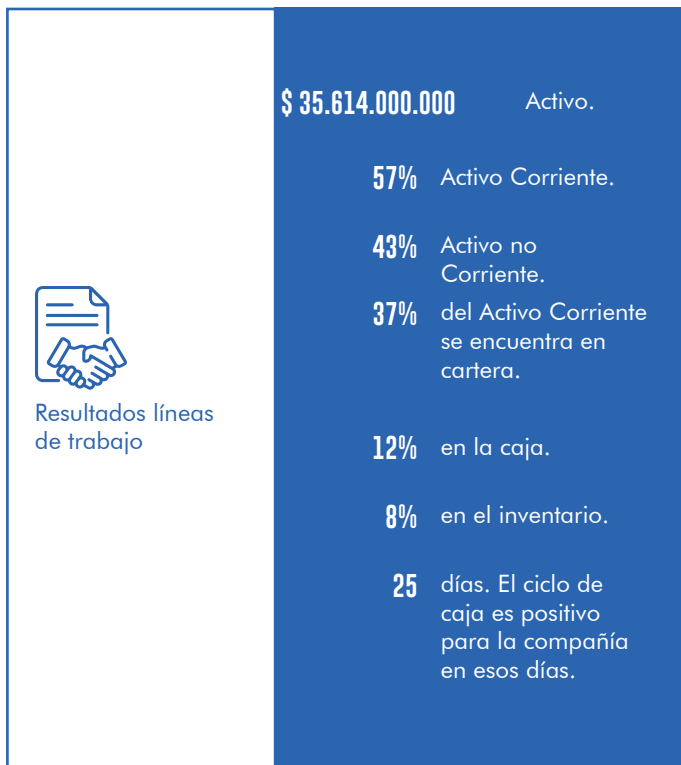 Resultados líneas
de trabajo
$ 35.614.000.000 Activo.
57% Activo Corriente.
43% Activo no
Corriente.
37% del Activo Corriente
se encuentra en
cartera.
12% en la caja.
8% en el inventario.
25 días. El ciclo de
caja es positivo
para la compañía
en esos días.